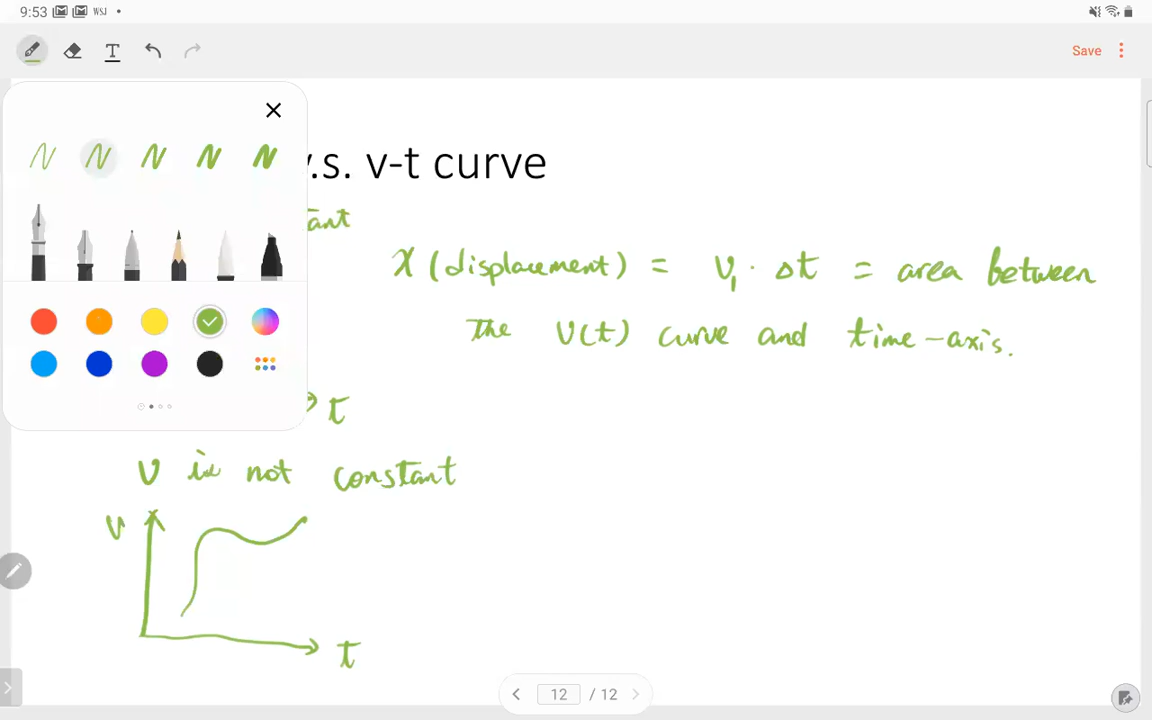 9:53 WSJ
T Save
v.s. v-t curve
ant
x (displacement) = v₁ · Δt = area between
the v(t) curve and time-axis.
t
v is not constant
v
t
12 / 12